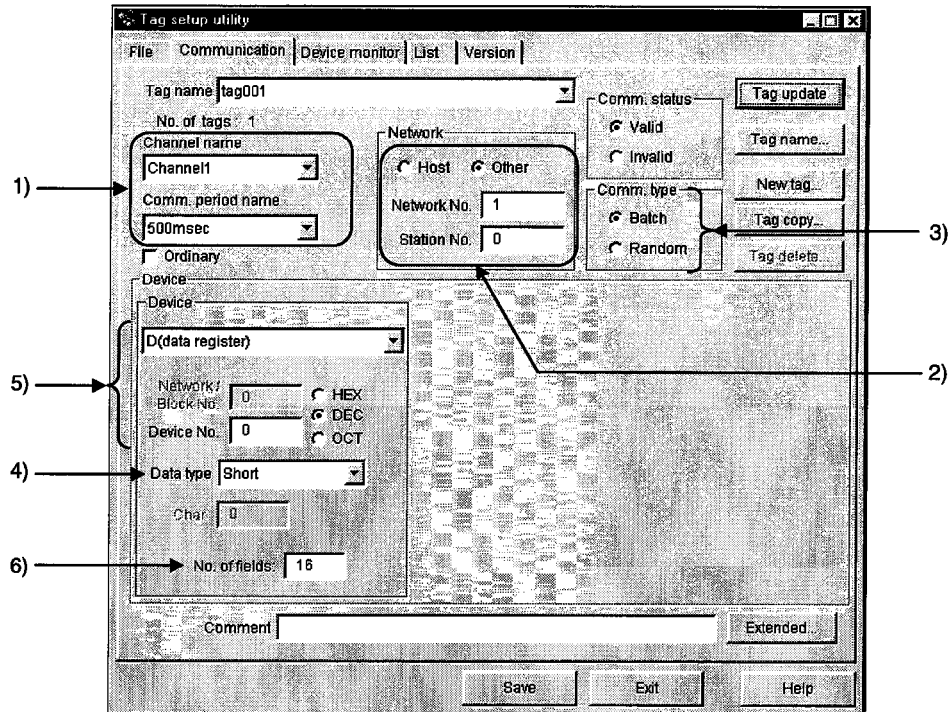 Tag setup utility
File Communication Device monitor List Version
Tag name tag001
No. of tags : 1
Channel name
Channel1
Comm. period name
500msec
Ordinary
Network
Host Other
Network No. 1
Station No. 0
Comm. status
Valid
Invalid
Comm. type
Batch
Random
Tag update
Tag name...
New tag...
Tag copy...
Tag delete...
1)
2)
3)
Device
Device
D(data register)
Network / Block No. 0
HEX
DEC
OCT
Device No. 0
5)
4)
Data type Short
Char 0
6)
No. of fields: 16
Comment
Extended...
Save Exit Help